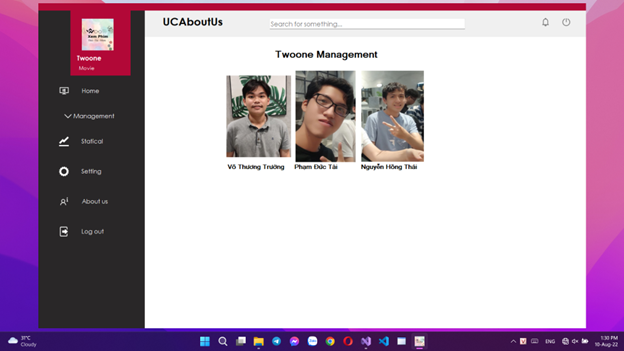 UCAboutUs
Search for something...
Xem Phim
Twoone
Movie
Home
Management
Statical
Setting
About us
Log out
Twoone Management
Võ Thương Trường
Phạm Đức Tài
Nguyễn Hồng Thái
31°C
Cloudy
ENG
1:30 PM
10-Aug-22